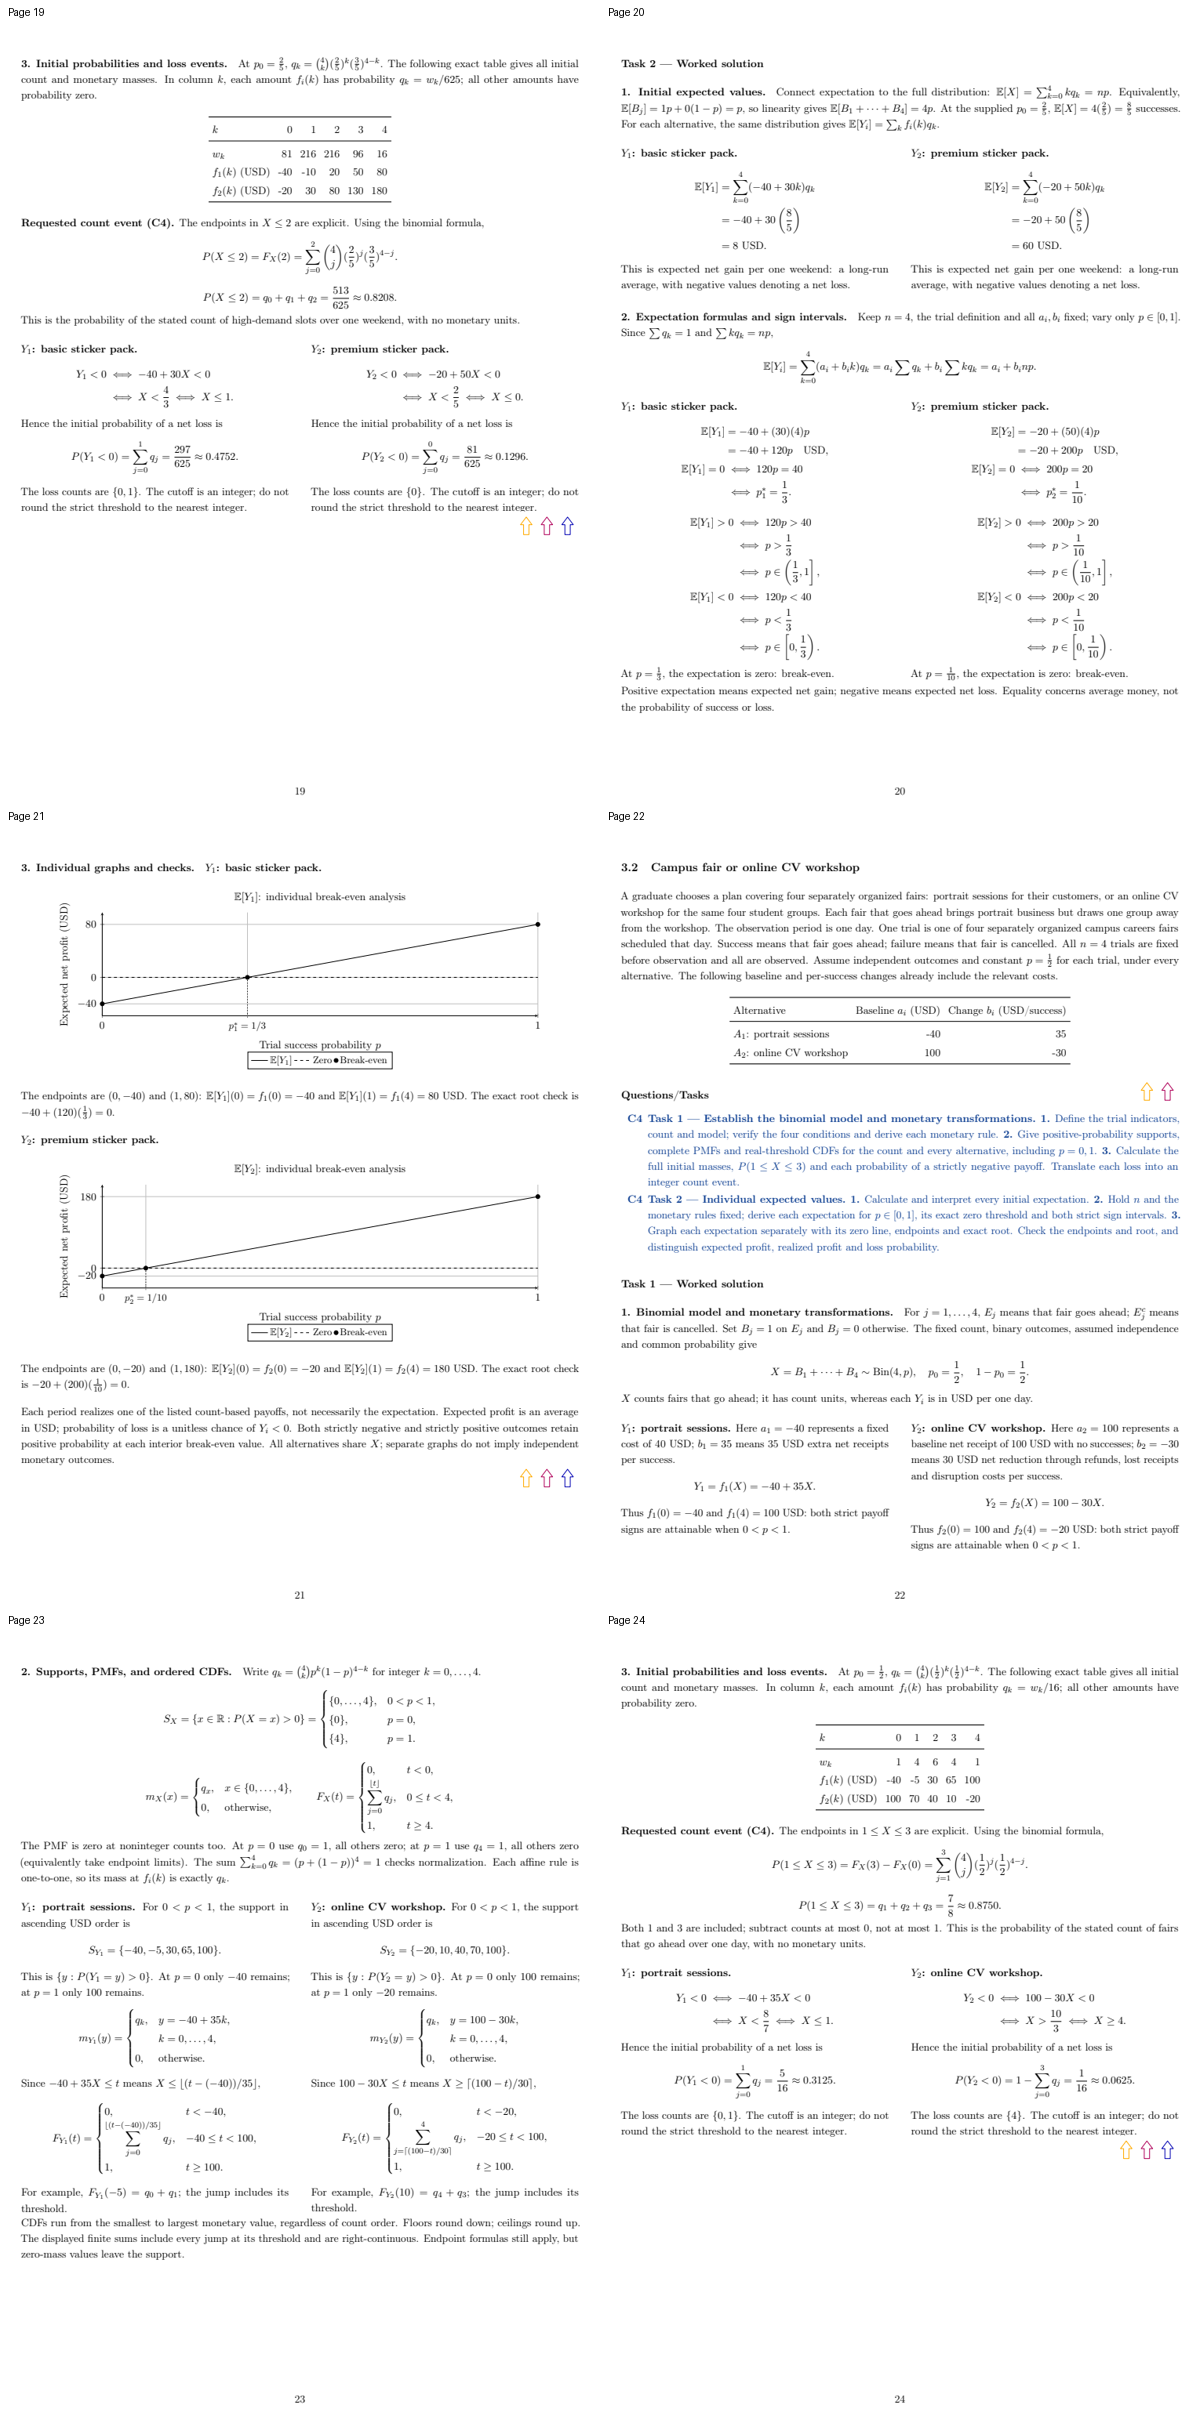 Page 19
3. Initial probabilities and loss events. At p₀ = 2/5, qₖ = (4 choose k)(2/5)ᵏ(3/5)⁴⁻ᵏ. The following exact table gives all initial
count and monetary masses. In column k, each amount fᵢ(k) has probability qₖ = wₖ/625; all other amounts have
probability zero.
k 0 1 2 3 4
wₖ 81 216 216 96 16
f₁(k) (USD) -40 -10 20 50 80
f₂(k) (USD) -20 30 80 130 180
Requested count event (C4). The endpoints in X ≤ 2 are explicit. Using the binomial formula,
P(X ≤ 2) = F_X(2) = ∑_{j=0}^{2} (4 choose j)(2/5)ʲ(3/5)⁴⁻ʲ.
P(X ≤ 2) = q₀ + q₁ + q₂ = 513/625 ≈ 0.8208.
This is the probability of the stated count of high-demand slots over one weekend, with no monetary units.
Y₁: basic sticker pack.
Y₁ < 0 ⟺ −40 + 30X < 0
⟺ X < 4/3 ⟺ X ≤ 1.
Hence the initial probability of a net loss is
P(Y₁ < 0) = ∑_{j=0}^{1} qⱼ = 297/625 ≈ 0.4752.
The loss counts are {0, 1}. The cutoff is an integer; do not
round the strict threshold to the nearest integer.
Y₂: premium sticker pack.
Y₂ < 0 ⟺ −20 + 50X < 0
⟺ X < 2/5 ⟺ X ≤ 0.
Hence the initial probability of a net loss is
P(Y₂ < 0) = ∑_{j=0}^{0} qⱼ = 81/625 ≈ 0.1296.
The loss counts are {0}. The cutoff is an integer; do not
round the strict threshold to the nearest integer.
19
Page 20
Task 2 — Worked solution
1. Initial expected values. Connect expectation to the full distribution: 𝔼[X] = ∑_{k=0}^{4} kqₖ = np. Equivalently,
𝔼[Bⱼ] = 1p + 0(1 − p) = p, so linearity gives 𝔼[B₁ + ⋯ + B₄] = 4p. At the supplied p₀ = 2/5, 𝔼[X] = 4(2/5) = 8/5 successes.
For each alternative, the same distribution gives 𝔼[Yᵢ] = ∑ₖ fᵢ(k)qₖ.
Y₁: basic sticker pack.
𝔼[Y₁] = ∑_{k=0}^{4} (−40 + 30k)qₖ
= −40 + 30 (8/5)
= 8 USD.
This is expected net gain per one weekend: a long-run
average, with negative values denoting a net loss.
Y₂: premium sticker pack.
𝔼[Y₂] = ∑_{k=0}^{4} (−20 + 50k)qₖ
= −20 + 50 (8/5)
= 60 USD.
This is expected net gain per one weekend: a long-run
average, with negative values denoting a net loss.
2. Expectation formulas and sign intervals. Keep n = 4, the trial definition and all aᵢ, bᵢ fixed; vary only p ∈ [0, 1].
Since ∑ qₖ = 1 and ∑ kqₖ = np,
𝔼[Yᵢ] = ∑_{k=0}^{4} (aᵢ + bᵢk)qₖ = aᵢ ∑ qₖ + bᵢ ∑ kqₖ = aᵢ + bᵢnp.
Y₁: basic sticker pack.
𝔼[Y₁] = −40 + (30)(4)p
= −40 + 120p USD,
𝔼[Y₁] = 0 ⟺ 120p = 40
⟺ p₁* = 1/3.
𝔼[Y₁] > 0 ⟺ 120p > 40
⟺ p > 1/3
⟺ p ∈ (1/3, 1],
𝔼[Y₁] < 0 ⟺ 120p < 40
⟺ p < 1/3
⟺ p ∈ [0, 1/3).
At p = 1/3, the expectation is zero: break-even.
Y₂: premium sticker pack.
𝔼[Y₂] = −20 + (50)(4)p
= −20 + 200p USD,
𝔼[Y₂] = 0 ⟺ 200p = 20
⟺ p₂* = 1/10.
𝔼[Y₂] > 0 ⟺ 200p > 20
⟺ p > 1/10
⟺ p ∈ (1/10, 1],
𝔼[Y₂] < 0 ⟺ 200p < 20
⟺ p < 1/10
⟺ p ∈ [0, 1/10).
At p = 1/10, the expectation is zero: break-even.
Positive expectation means expected net gain; negative means expected net loss. Equality concerns average money, not
the probability of success or loss.
20
Page 21
3. Individual graphs and checks. Y₁: basic sticker pack.
𝔼[Y₁]: individual break-even analysis
Expected net profit (USD)
80
0
−40
0 p₁* = 1/3 1
Trial success probability p
𝔼[Y₁] Zero Break-even
The endpoints are (0, −40) and (1, 80): 𝔼[Y₁](0) = f₁(0) = −40 and 𝔼[Y₁](1) = f₁(4) = 80 USD. The exact root check is
−40 + (120)(1/3) = 0.
Y₂: premium sticker pack.
𝔼[Y₂]: individual break-even analysis
Expected net profit (USD)
180
0
−20
0 p₂* = 1/10 1
Trial success probability p
𝔼[Y₂] Zero Break-even
The endpoints are (0, −20) and (1, 180): 𝔼[Y₂](0) = f₂(0) = −20 and 𝔼[Y₂](1) = f₂(4) = 180 USD. The exact root check
is −20 + (200)(1/10) = 0.
Each period realizes one of the listed count-based payoffs, not necessarily the expectation. Expected profit is an average
in USD; probability of loss is a unitless chance of Yᵢ < 0. Both strictly negative and strictly positive outcomes retain
positive probability at each interior break-even value. All alternatives share X; separate graphs do not imply independent
monetary outcomes.
21
Page 22
3.2 Campus fair or online CV workshop
A graduate chooses a plan covering four separately organized fairs: portrait sessions for their customers, or an online CV
workshop for the same four student groups. Each fair that goes ahead brings portrait business but draws one group away
from the workshop. The observation period is one day. One trial is one of four separately organized campus careers fairs
scheduled that day. Success means that fair goes ahead; failure means that fair is cancelled. All n = 4 trials are fixed
before observation and all are observed. Assume independent outcomes and constant p = 1/2 for each trial, under every
alternative. The following baseline and per-success changes already include the relevant costs.
Alternative Baseline aᵢ (USD) Change bᵢ (USD/success)
A₁: portrait sessions -40 35
A₂: online CV workshop 100 -30
Questions/Tasks
C4 Task 1 — Establish the binomial model and monetary transformations. 1. Define the trial indicators,
count and model; verify the four conditions and derive each monetary rule. 2. Give positive-probability supports,
complete PMFs and real-threshold CDFs for the count and every alternative, including p = 0, 1. 3. Calculate the
full initial masses, P(1 ≤ X ≤ 3) and each probability of a strictly negative payoff. Translate each loss into an
integer count event.
C4 Task 2 — Individual expected values. 1. Calculate and interpret every initial expectation. 2. Hold n and the
monetary rules fixed; derive each expectation for p ∈ [0, 1], its exact zero threshold and both strict sign intervals. 3.
Graph each expectation separately with its zero line, endpoints and exact root. Check the endpoints and root, and
distinguish expected profit, realized profit and loss probability.
Task 1 — Worked solution
1. Binomial model and monetary transformations. For j = 1, . . . , 4, Eⱼ means that fair goes ahead; Eⱼᶜ means
that fair is cancelled. Set Bⱼ = 1 on Eⱼ and Bⱼ = 0 otherwise. The fixed count, binary outcomes, assumed independence
and common probability give
X = B₁ + ⋯ + B₄ ∼ Bin(4, p), p₀ = 1/2, 1 − p₀ = 1/2.
X counts fairs that go ahead; it has count units, whereas each Yᵢ is in USD per one day.
Y₁: portrait sessions. Here a₁ = −40 represents a fixed
cost of 40 USD; b₁ = 35 means 35 USD extra net receipts
per success.
Y₁ = f₁(X) = −40 + 35X.
Thus f₁(0) = −40 and f₁(4) = 100 USD: both strict payoff
signs are attainable when 0 < p < 1.
Y₂: online CV workshop. Here a₂ = 100 represents a
baseline net receipt of 100 USD with no successes; b₂ = −30
means 30 USD net reduction through refunds, lost receipts
and disruption costs per success.
Y₂ = f₂(X) = 100 − 30X.
Thus f₂(0) = 100 and f₂(4) = −20 USD: both strict payoff
signs are attainable when 0 < p < 1.
22
Page 23
2. Supports, PMFs, and ordered CDFs. Write qₖ = (4 choose k)pᵏ(1 − p)⁴⁻ᵏ for integer k = 0, . . . , 4.
S_X = {x ∈ ℝ : P(X = x) > 0} = { {0, . . . , 4}, 0 < p < 1,
{0}, p = 0,
{4}, p = 1.
m_X(x) = { qₓ, x ∈ {0, . . . , 4},
0, otherwise,
F_X(t) = { 0, t < 0,
∑_{j=0}^{⌊t⌋} qⱼ, 0 ≤ t < 4,
1, t ≥ 4.
The PMF is zero at noninteger counts too. At p = 0 use q₀ = 1, all others zero; at p = 1 use q₄ = 1, all others zero
(equivalently take endpoint limits). The sum ∑_{k=0}^{4} qₖ = (p + (1 − p))⁴ = 1 checks normalization. Each affine rule is
one-to-one, so its mass at fᵢ(k) is exactly qₖ.
Y₁: portrait sessions. For 0 < p < 1, the support in
ascending USD order is
S_{Y₁} = {−40, −5, 30, 65, 100}.
This is {y : P(Y₁ = y) > 0}. At p = 0 only −40 remains;
at p = 1 only 100 remains.
m_{Y₁}(y) = { qₖ, y = −40 + 35k,
k = 0, . . . , 4,
0, otherwise.
Since −40 + 35X ≤ t means X ≤ ⌊(t − (−40))/35⌋,
F_{Y₁}(t) = { 0, t < −40,
∑_{j=0}^{⌊(t−(−40))/35⌋} qⱼ, −40 ≤ t < 100,
1, t ≥ 100.
For example, F_{Y₁}(−5) = q₀ + q₁; the jump includes its
threshold.
Y₂: online CV workshop. For 0 < p < 1, the support
in ascending USD order is
S_{Y₂} = {−20, 10, 40, 70, 100}.
This is {y : P(Y₂ = y) > 0}. At p = 0 only 100 remains;
at p = 1 only −20 remains.
m_{Y₂}(y) = { qₖ, y = 100 − 30k,
k = 0, . . . , 4,
0, otherwise.
Since 100 − 30X ≤ t means X ≥ ⌈(100 − t)/30⌉,
F_{Y₂}(t) = { 0, t < −20,
∑_{j=⌈(100−t)/30⌉}^{4} qⱼ, −20 ≤ t < 100,
1, t ≥ 100.
For example, F_{Y₂}(10) = q₄ + q₃; the jump includes its
threshold.
CDFs run from the smallest to largest monetary value, regardless of count order. Floors round down; ceilings round up.
The displayed finite sums include every jump at its threshold and are right-continuous. Endpoint formulas still apply, but
zero-mass values leave the support.
23
Page 24
3. Initial probabilities and loss events. At p₀ = 1/2, qₖ = (4 choose k)(1/2)ᵏ(1/2)⁴⁻ᵏ. The following exact table gives all initial
count and monetary masses. In column k, each amount fᵢ(k) has probability qₖ = wₖ/16; all other amounts have
probability zero.
k 0 1 2 3 4
wₖ 1 4 6 4 1
f₁(k) (USD) -40 -5 30 65 100
f₂(k) (USD) 100 70 40 10 -20
Requested count event (C4). The endpoints in 1 ≤ X ≤ 3 are explicit. Using the binomial formula,
P(1 ≤ X ≤ 3) = F_X(3) − F_X(0) = ∑_{j=1}^{3} (4 choose j)(1/2)ʲ(1/2)⁴⁻ʲ.
P(1 ≤ X ≤ 3) = q₁ + q₂ + q₃ = 7/8 ≈ 0.8750.
Both 1 and 3 are included; subtract counts at most 0, not at most 1. This is the probability of the stated count of fairs
that go ahead over one day, with no monetary units.
Y₁: portrait sessions.
Y₁ < 0 ⟺ −40 + 35X < 0
⟺ X < 8/7 ⟺ X ≤ 1.
Hence the initial probability of a net loss is
P(Y₁ < 0) = ∑_{j=0}^{1} qⱼ = 5/16 ≈ 0.3125.
The loss counts are {0, 1}. The cutoff is an integer; do not
round the strict threshold to the nearest integer.
Y₂: online CV workshop.
Y₂ < 0 ⟺ 100 − 30X < 0
⟺ X > 10/3 ⟺ X ≥ 4.
Hence the initial probability of a net loss is
P(Y₂ < 0) = 1 − ∑_{j=0}^{3} qⱼ = 1/16 ≈ 0.0625.
The loss counts are {4}. The cutoff is an integer; do not
round the strict threshold to the nearest integer.
24